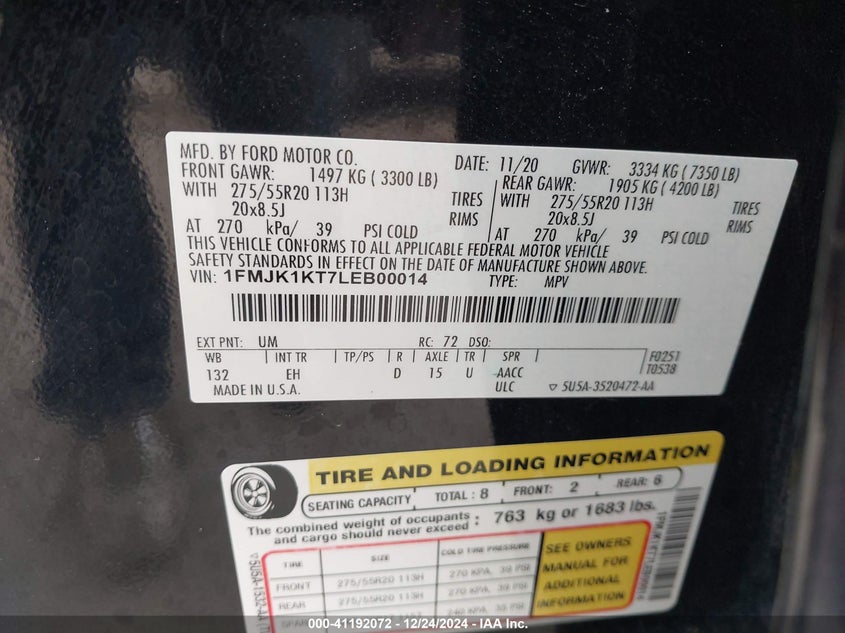 MFD. BY FORD MOTOR CO.
DATE: 11/20 GVWR: 3334 KG ( 7350 LB)
FRONT GAWR: 1497 KG ( 3300 LB)
WITH 275/55R20 113H TIRES
20x8.5J RIMS
AT 270 kPa/ 39 PSI COLD
REAR GAWR: 1905 KG ( 4200 LB)
WITH 275/55R20 113H TIRES
20x8.5J RIMS
AT 270 kPa/ 39 PSI COLD
THIS VEHICLE CONFORMS TO ALL APPLICABLE FEDERAL MOTOR VEHICLE
SAFETY STANDARDS IN EFFECT ON THE DATE OF MANUFACTURE SHOWN ABOVE.
VIN: 1FMJK1KT7LEB00014 TYPE: MPV
EXT PNT: UM RC: 72 DSO:
WB INT TR TP/PS R AXLE TR SPR F0251
132 EH D 15 U AACC T0538
MADE IN U.S.A. ULC ▽ 5U5A-3520472-AA
TIRE AND LOADING INFORMATION
SEATING CAPACITY TOTAL : 8 FRONT: 2 REAR: 6
The combined weight of occupants
and cargo should never exceed : 763 kg or 1683 lbs.
TIRE SIZE COLD TIRE PRESSURE
FRONT 275/55R20 113H 270 KPA, 39 PSI
REAR 275/55R20 113H 270 KPA, 39 PSI
SEE OWNERS
MANUAL FOR
ADDITIONAL
INFORMATION
000-41192072 - 12/24/2024 - IAA Inc.